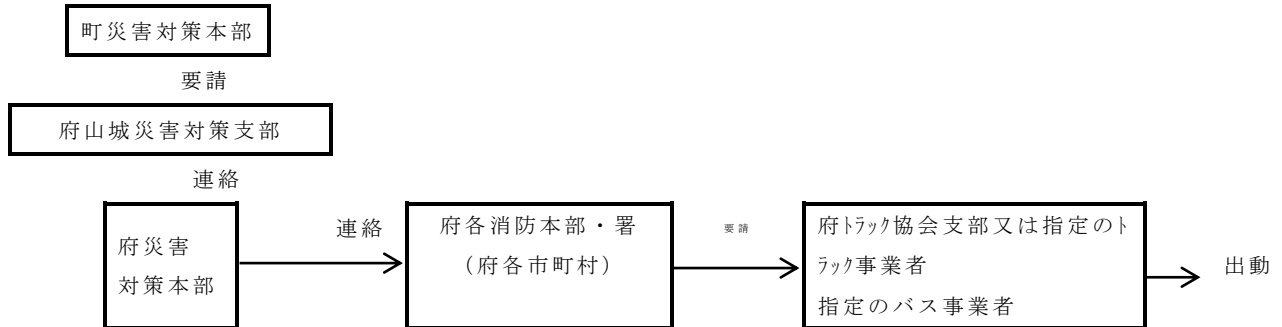 町災害対策本部
要請
府山城災害対策支部
連絡
府災害
対策本部
連絡
府各消防本部・署
（府各市町村）
要請
府ﾄﾗｯｸ協会支部又は指定のﾄ
ﾗｯｸ事業者
指定のバス事業者
出動